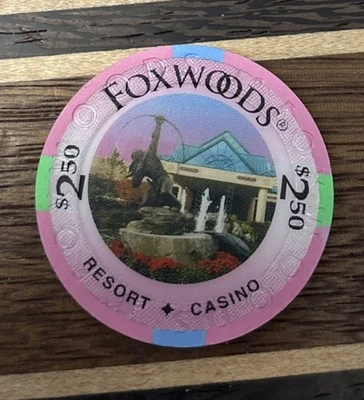 FOXWOODS®
$2.50
$2.50
RESORT ✦ CASINO